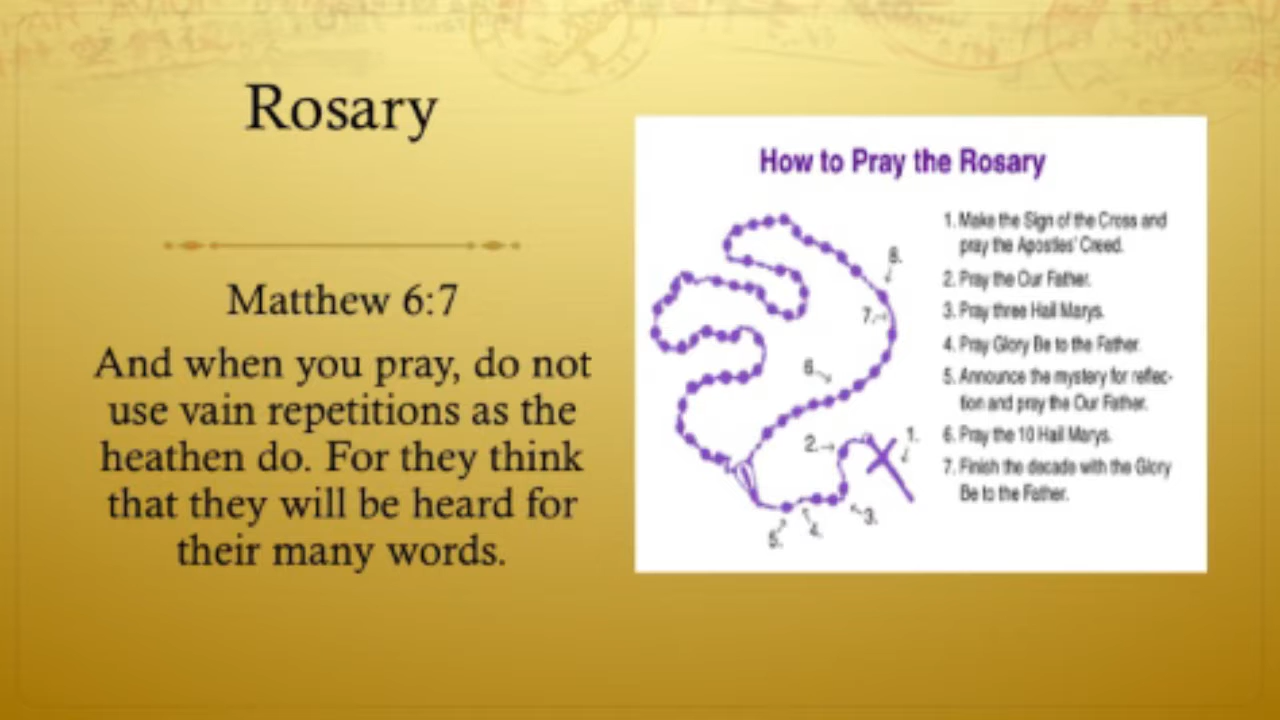 Rosary
Matthew 6:7
And when you pray, do not
use vain repetitions as the
heathen do. For they think
that they will be heard for
their many words.
How to Pray the Rosary
1. Make the Sign of the Cross and
pray the Apostles' Creed.
2. Pray the Our Father.
3. Pray three Hail Marys.
4. Pray Glory Be to the Father.
5. Announce the mystery for reflec-
tion and pray the Our Father.
6. Pray the 10 Hail Marys.
7. Finish the decade with the Glory
Be to the Father.
8.
7.
6.
2.
1.
3.
4.
5.